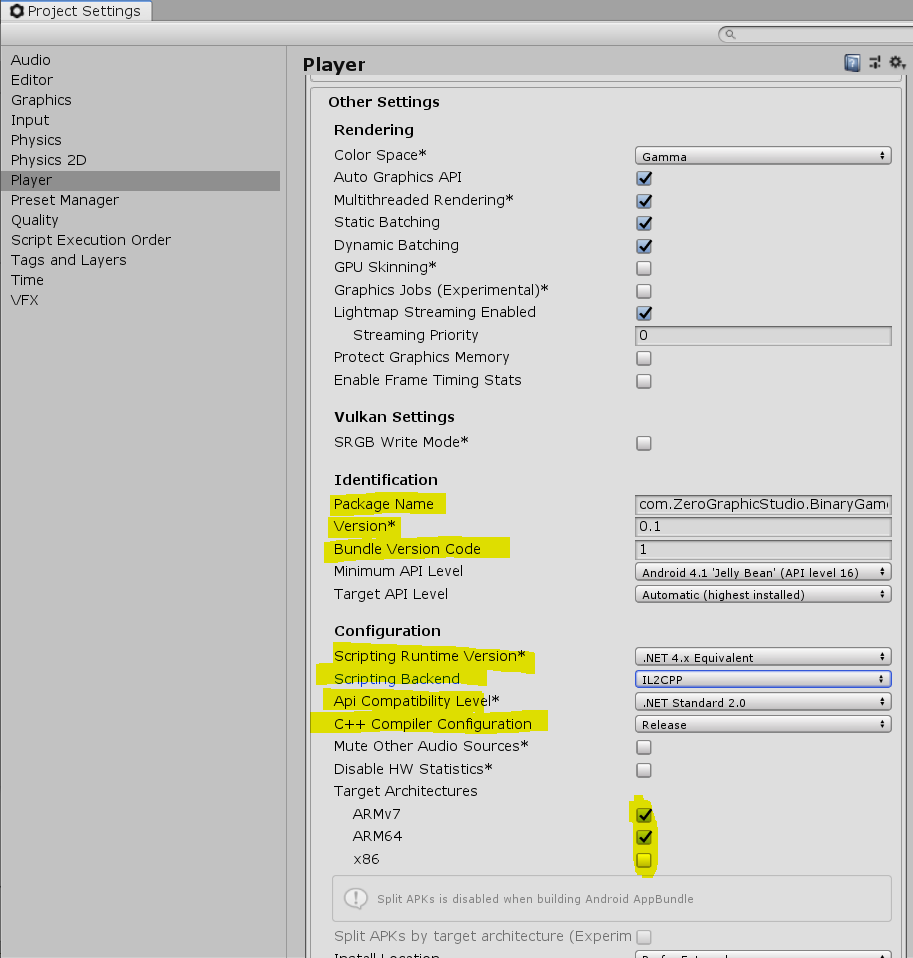 Project Settings
Audio
Editor
Graphics
Input
Physics
Physics 2D
Player
Preset Manager
Quality
Script Execution Order
Tags and Layers
Time
VFX
Player
Other Settings
Rendering
Color Space* Gamma
Auto Graphics API
Multithreaded Rendering*
Static Batching
Dynamic Batching
GPU Skinning*
Graphics Jobs (Experimental)*
Lightmap Streaming Enabled
Streaming Priority 0
Protect Graphics Memory
Enable Frame Timing Stats
Vulkan Settings
SRGB Write Mode*
Identification
Package Name com.ZeroGraphicStudio.BinaryGame
Version* 0.1
Bundle Version Code 1
Minimum API Level Android 4.1 'Jelly Bean' (API level 16)
Target API Level Automatic (highest installed)
Configuration
Scripting Runtime Version* .NET 4.x Equivalent
Scripting Backend IL2CPP
Api Compatibility Level* .NET Standard 2.0
C++ Compiler Configuration Release
Mute Other Audio Sources*
Disable HW Statistics*
Target Architectures
ARMv7
ARM64
x86
Split APKs is disabled when building Android AppBundle
Split APKs by target architecture (Experim
Install Location